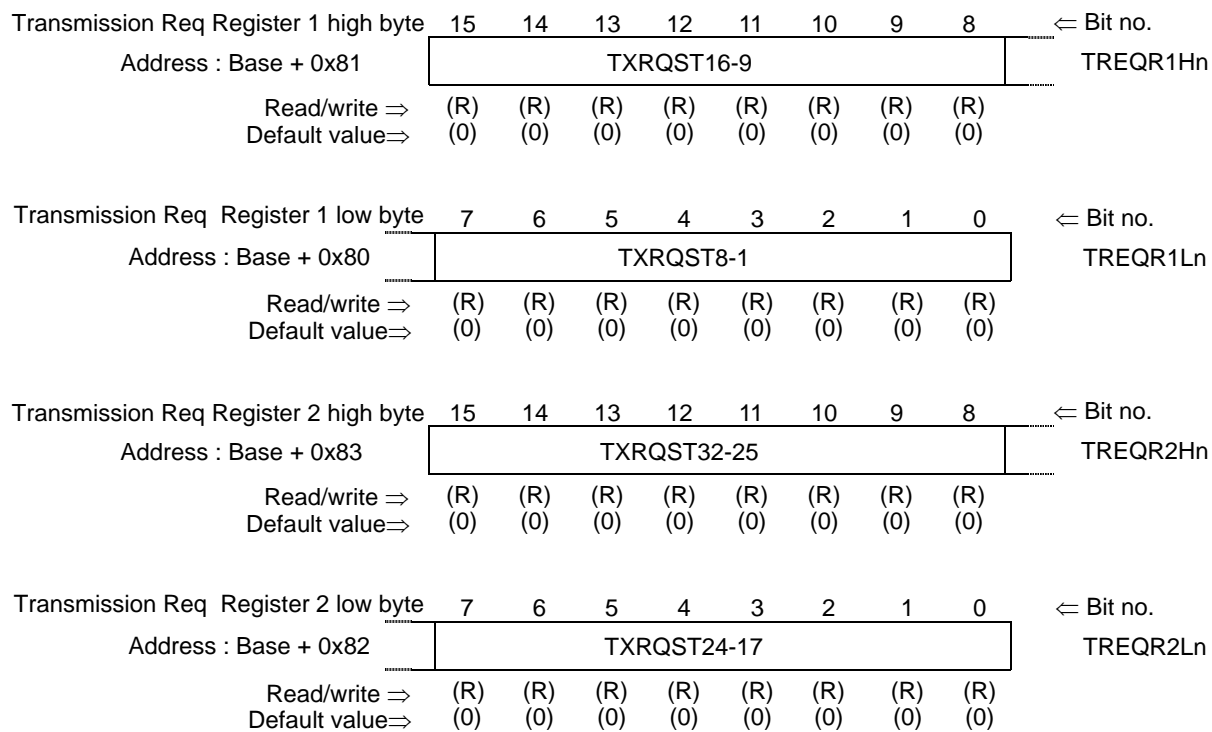 Transmission Req Register 1 high byte 15 14 13 12 11 10 9 8 ⇐ Bit no.
Address : Base + 0x81 TXRQST16-9 TREQR1Hn
Read/write ⇒ (R) (R) (R) (R) (R) (R) (R) (R)
Default value⇒ (0) (0) (0) (0) (0) (0) (0) (0)
Transmission Req Register 1 low byte 7 6 5 4 3 2 1 0 ⇐ Bit no.
Address : Base + 0x80 TXRQST8-1 TREQR1Ln
Read/write ⇒ (R) (R) (R) (R) (R) (R) (R) (R)
Default value⇒ (0) (0) (0) (0) (0) (0) (0) (0)
Transmission Req Register 2 high byte 15 14 13 12 11 10 9 8 ⇐ Bit no.
Address : Base + 0x83 TXRQST32-25 TREQR2Hn
Read/write ⇒ (R) (R) (R) (R) (R) (R) (R) (R)
Default value⇒ (0) (0) (0) (0) (0) (0) (0) (0)
Transmission Req Register 2 low byte 7 6 5 4 3 2 1 0 ⇐ Bit no.
Address : Base + 0x82 TXRQST24-17 TREQR2Ln
Read/write ⇒ (R) (R) (R) (R) (R) (R) (R) (R)
Default value⇒ (0) (0) (0) (0) (0) (0) (0) (0)